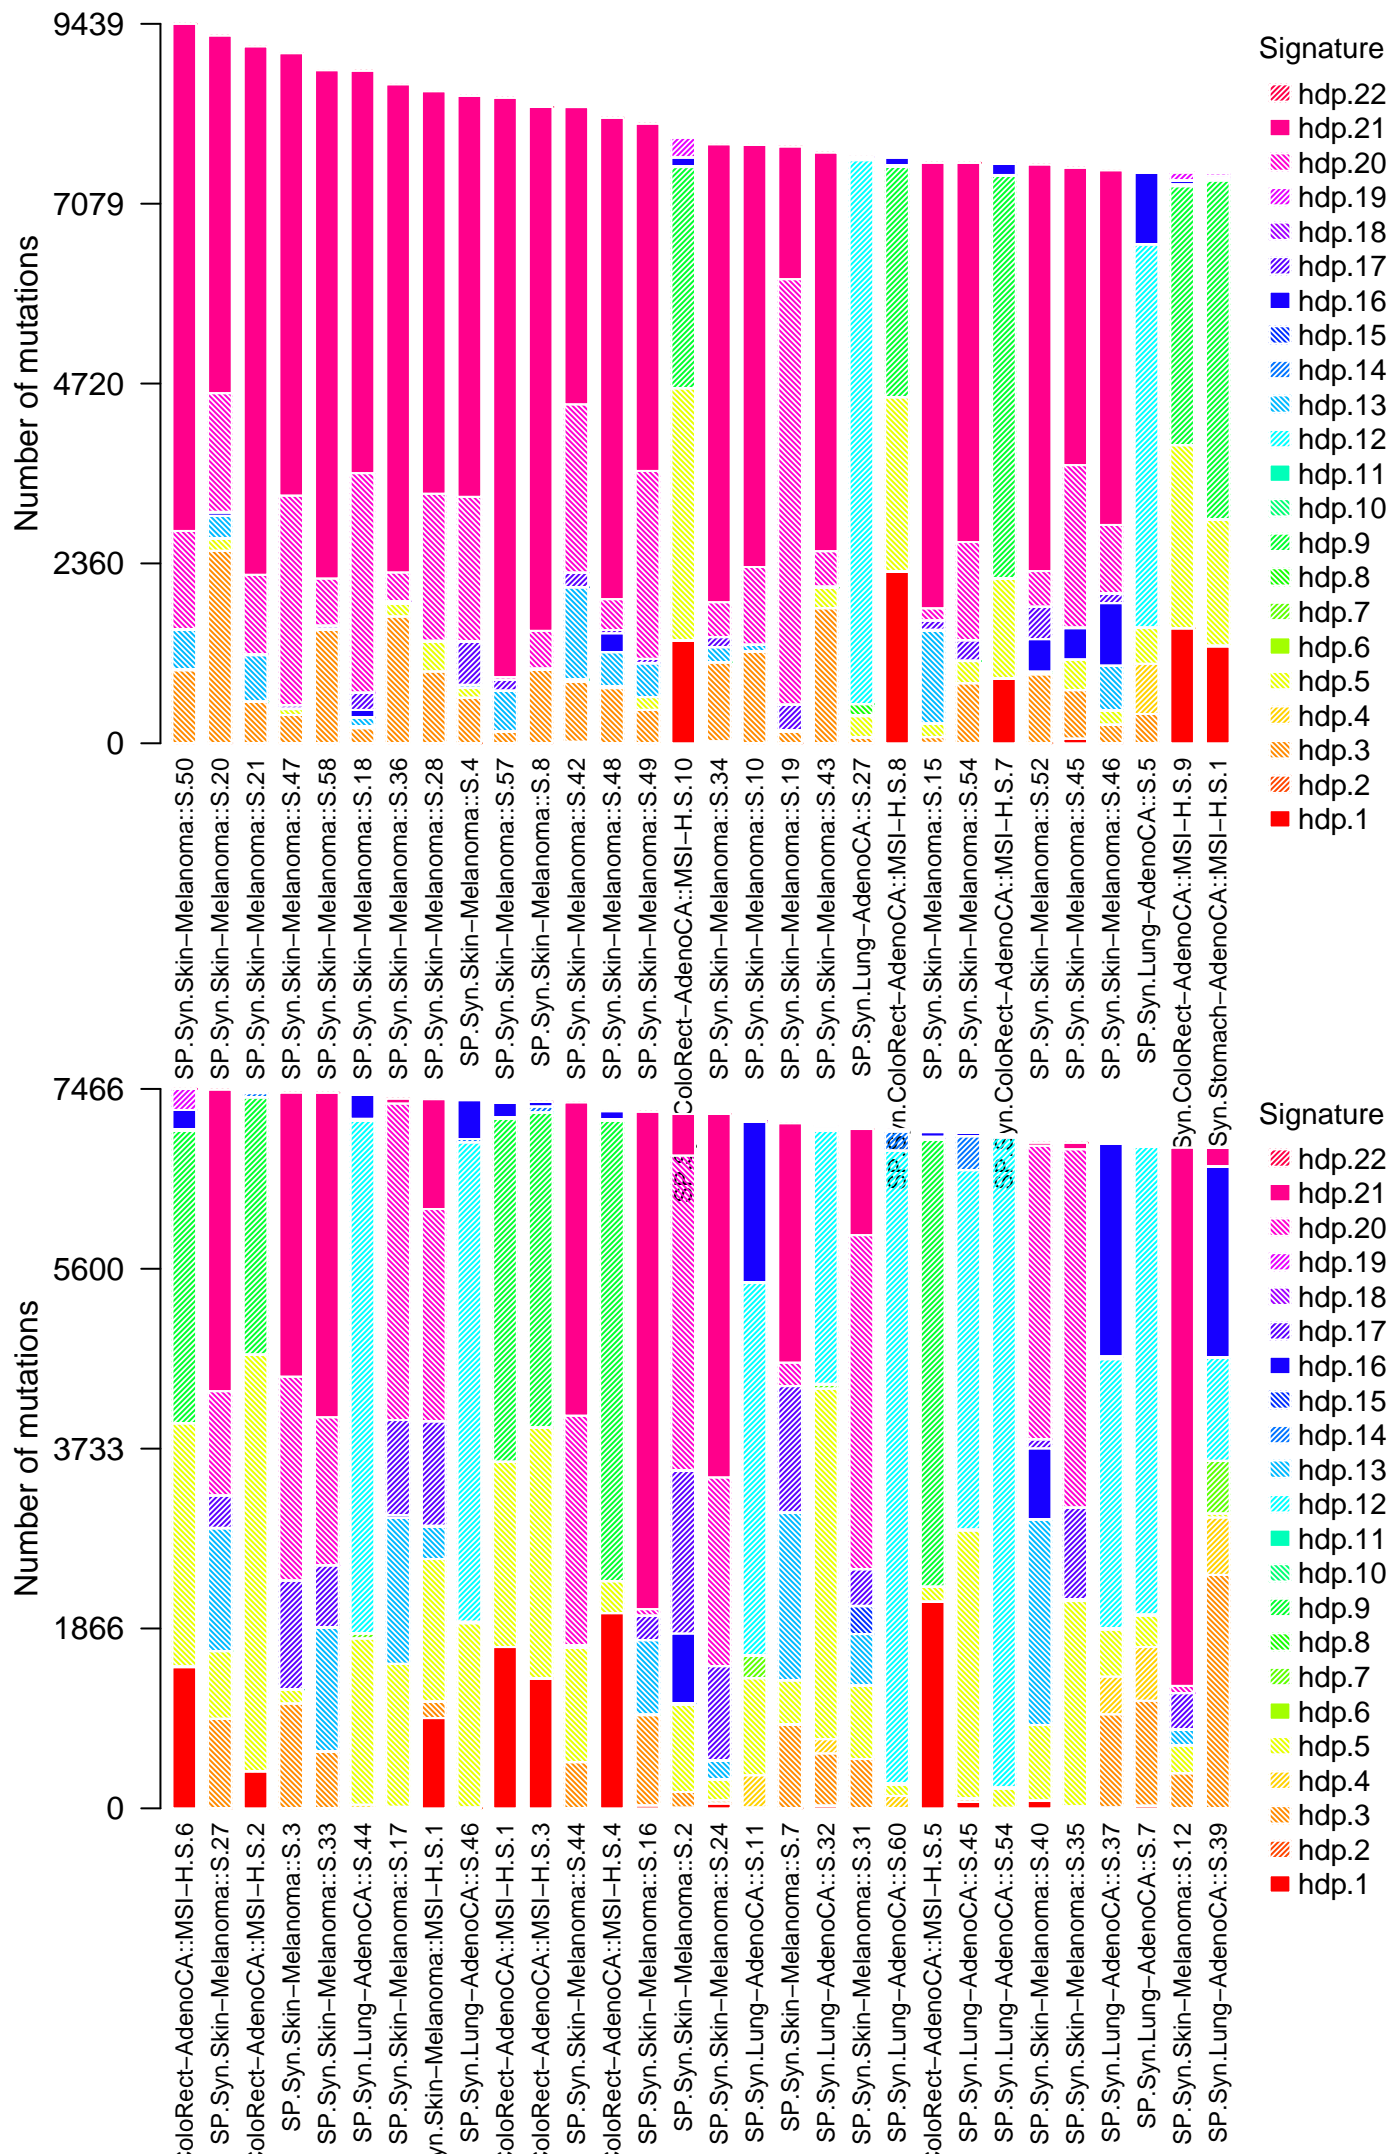 9439
7079
4720
2360
0
Number of mutations
Signature
hdp.22
hdp.21
hdp.20
hdp.19
hdp.18
hdp.17
hdp.16
hdp.15
hdp.14
hdp.13
hdp.12
hdp.11
hdp.10
hdp.9
hdp.8
hdp.7
hdp.6
hdp.5
hdp.4
hdp.3
hdp.2
hdp.1
SP.Syn.Skin−Melanoma::S.50
SP.Syn.Skin−Melanoma::S.20
SP.Syn.Skin−Melanoma::S.21
SP.Syn.Skin−Melanoma::S.47
SP.Syn.Skin−Melanoma::S.58
SP.Syn.Skin−Melanoma::S.18
SP.Syn.Skin−Melanoma::S.36
SP.Syn.Skin−Melanoma::S.28
SP.Syn.Skin−Melanoma::S.4
SP.Syn.Skin−Melanoma::S.57
SP.Syn.Skin−Melanoma::S.8
SP.Syn.Skin−Melanoma::S.42
SP.Syn.Skin−Melanoma::S.48
SP.Syn.Skin−Melanoma::S.49
ColoRect−AdenoCA::MSI−H.S.10
SP.Syn.Skin−Melanoma::S.34
SP.Syn.Skin−Melanoma::S.10
SP.Syn.Skin−Melanoma::S.19
SP.Syn.Skin−Melanoma::S.43
SP.Syn.Lung−AdenoCA::S.27
SP.Syn.ColoRect−AdenoCA::MSI−H.S.8
SP.Syn.Skin−Melanoma::S.15
SP.Syn.Skin−Melanoma::S.54
SP.Syn.ColoRect−AdenoCA::MSI−H.S.7
SP.Syn.Skin−Melanoma::S.52
SP.Syn.Skin−Melanoma::S.45
SP.Syn.Skin−Melanoma::S.46
SP.Syn.Lung−AdenoCA::S.5
Syn.ColoRect−AdenoCA::MSI−H.S.9
Syn.Stomach−AdenoCA::MSI−H.S.1
7466
5600
3733
1866
0
Number of mutations
Signature
hdp.22
hdp.21
hdp.20
hdp.19
hdp.18
hdp.17
hdp.16
hdp.15
hdp.14
hdp.13
hdp.12
hdp.11
hdp.10
hdp.9
hdp.8
hdp.7
hdp.6
hdp.5
hdp.4
hdp.3
hdp.2
hdp.1
oloRect−AdenoCA::MSI−H.S.6
SP.Syn.Skin−Melanoma::S.27
oloRect−AdenoCA::MSI−H.S.2
SP.Syn.Skin−Melanoma::S.3
SP.Syn.Skin−Melanoma::S.33
SP.Syn.Lung−AdenoCA::S.44
SP.Syn.Skin−Melanoma::S.17
yn.Skin−Melanoma::MSI−H.S.1
SP.Syn.Lung−AdenoCA::S.46
oloRect−AdenoCA::MSI−H.S.1
oloRect−AdenoCA::MSI−H.S.3
SP.Syn.Skin−Melanoma::S.44
oloRect−AdenoCA::MSI−H.S.4
SP.Syn.Skin−Melanoma::S.16
SP.Syn.Skin−Melanoma::S.2
SP.Syn.Skin−Melanoma::S.24
SP.Syn.Lung−AdenoCA::S.11
SP.Syn.Skin−Melanoma::S.7
SP.Syn.Lung−AdenoCA::S.32
SP.Syn.Skin−Melanoma::S.31
SP.Syn.Lung−AdenoCA::S.60
oloRect−AdenoCA::MSI−H.S.5
SP.Syn.Lung−AdenoCA::S.45
SP.Syn.Lung−AdenoCA::S.54
SP.Syn.Skin−Melanoma::S.40
SP.Syn.Skin−Melanoma::S.35
SP.Syn.Lung−AdenoCA::S.37
SP.Syn.Lung−AdenoCA::S.7
SP.Syn.Skin−Melanoma::S.12
SP.Syn.Lung−AdenoCA::S.39